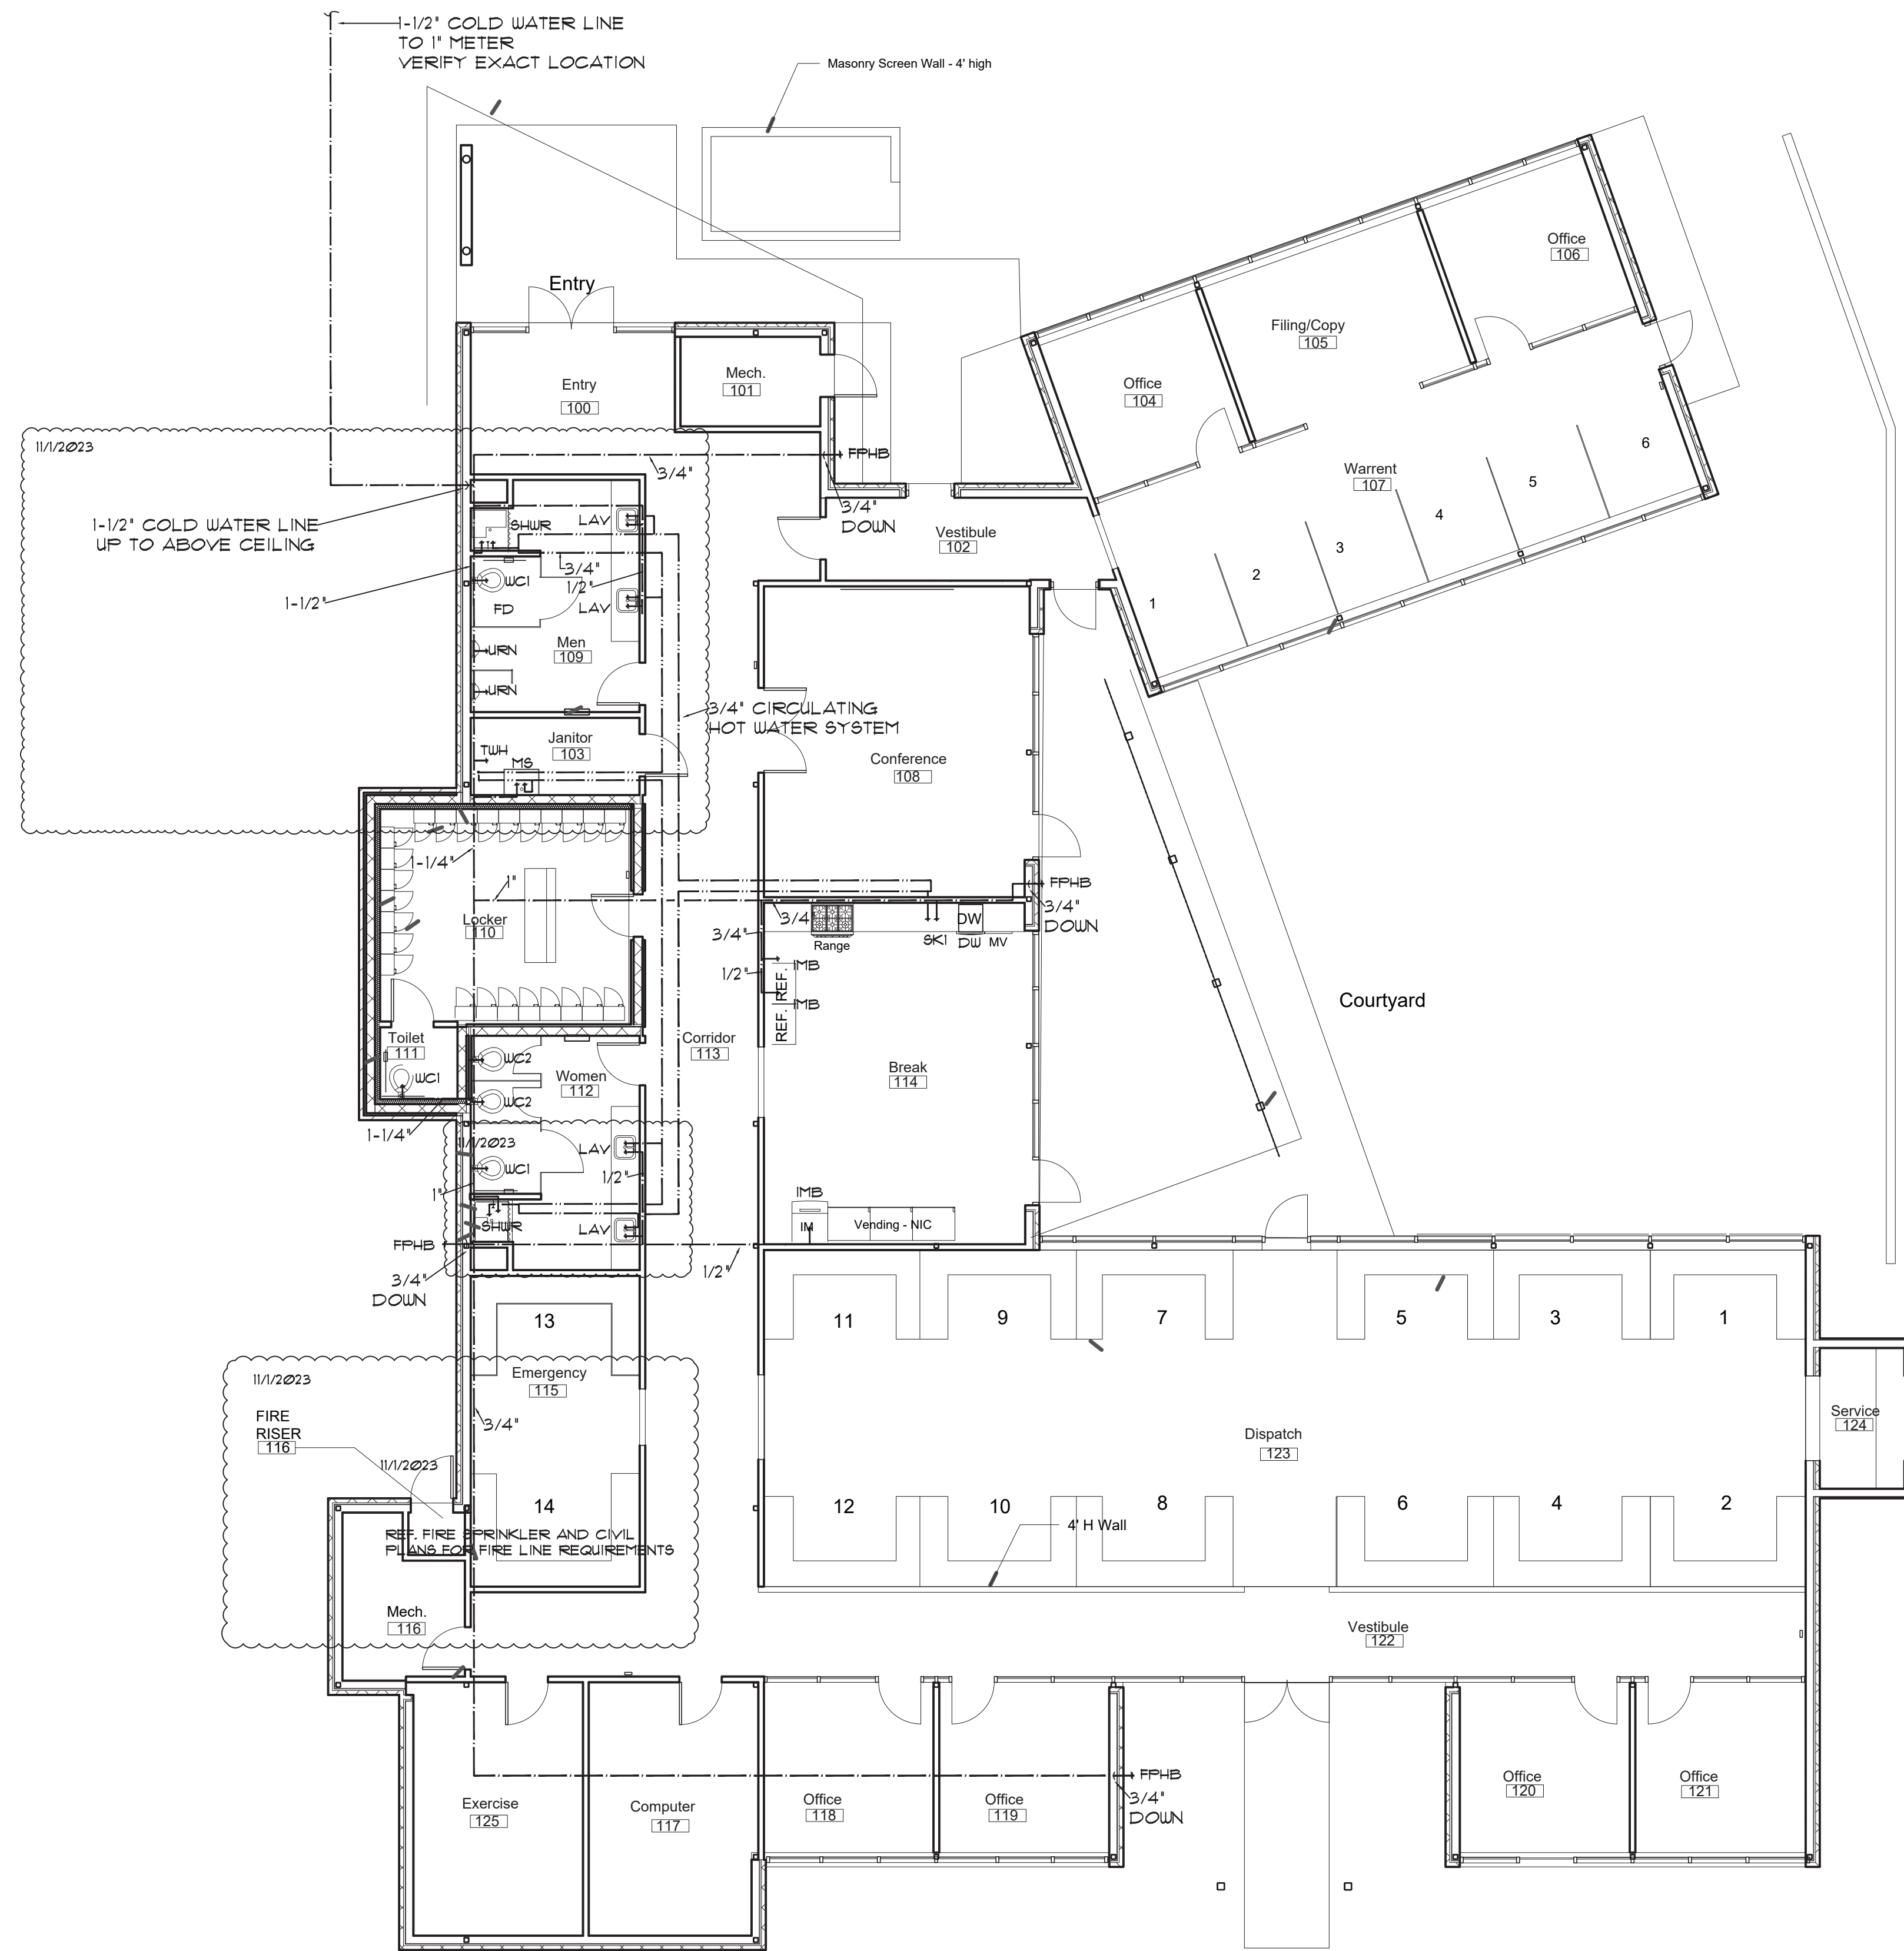 1-1/2" COLD WATER LINE
TO 1" METER
VERIFY EXACT LOCATION
Masonry Screen Wall - 4' high
Office
106
Entry
Filing/Copy
105
Mech.
101
Entry
100
Office
104
11/1/2023
FPHB
3/4"
6
Warrent
107
5
3/4"
DOWN
4
1-1/2" COLD WATER LINE
UP TO ABOVE CEILING
SHWR
LAV
Vestibule
102
3
3/4"
2
WC1
1/2"
1-1/2"
FD
LAV
1
URN
Men
109
URN
3/4" CIRCULATING
HOT WATER SYSTEM
Janitor
103
TWH
MS
Conference
108
1-1/4"
1"
FPHB
3/4"
DOWN
Locker
110
3/4"
3/4"
Range
SK1
DW
DW
MV
1/2"
IMB
REF.
IMB
REF.
Courtyard
Toilet
111
WC1
WC2
Corridor
113
Women
112
Break
114
WC2
1-1/4"
11/1/2023
LAV
WC1
1/2"
1"
IMB
IM
Vending - NIC
SHWR
LAV
FPHB
3/4"
DOWN
1/2"
13
11
9
7
5
3
1
11/1/2023
Emergency
115
FIRE
RISER
116
3/4"
Service
124
Dispatch
123
11/1/2023
14
12
10
8
6
4
2
4' H Wall
REF. FIRE SPRINKLER AND CIVIL
PLANS FOR FIRE LINE REQUIREMENTS
Mech.
116
Vestibule
122
FPHB
3/4"
DOWN
Exercise
125
Computer
117
Office
118
Office
119
Office
120
Office
121